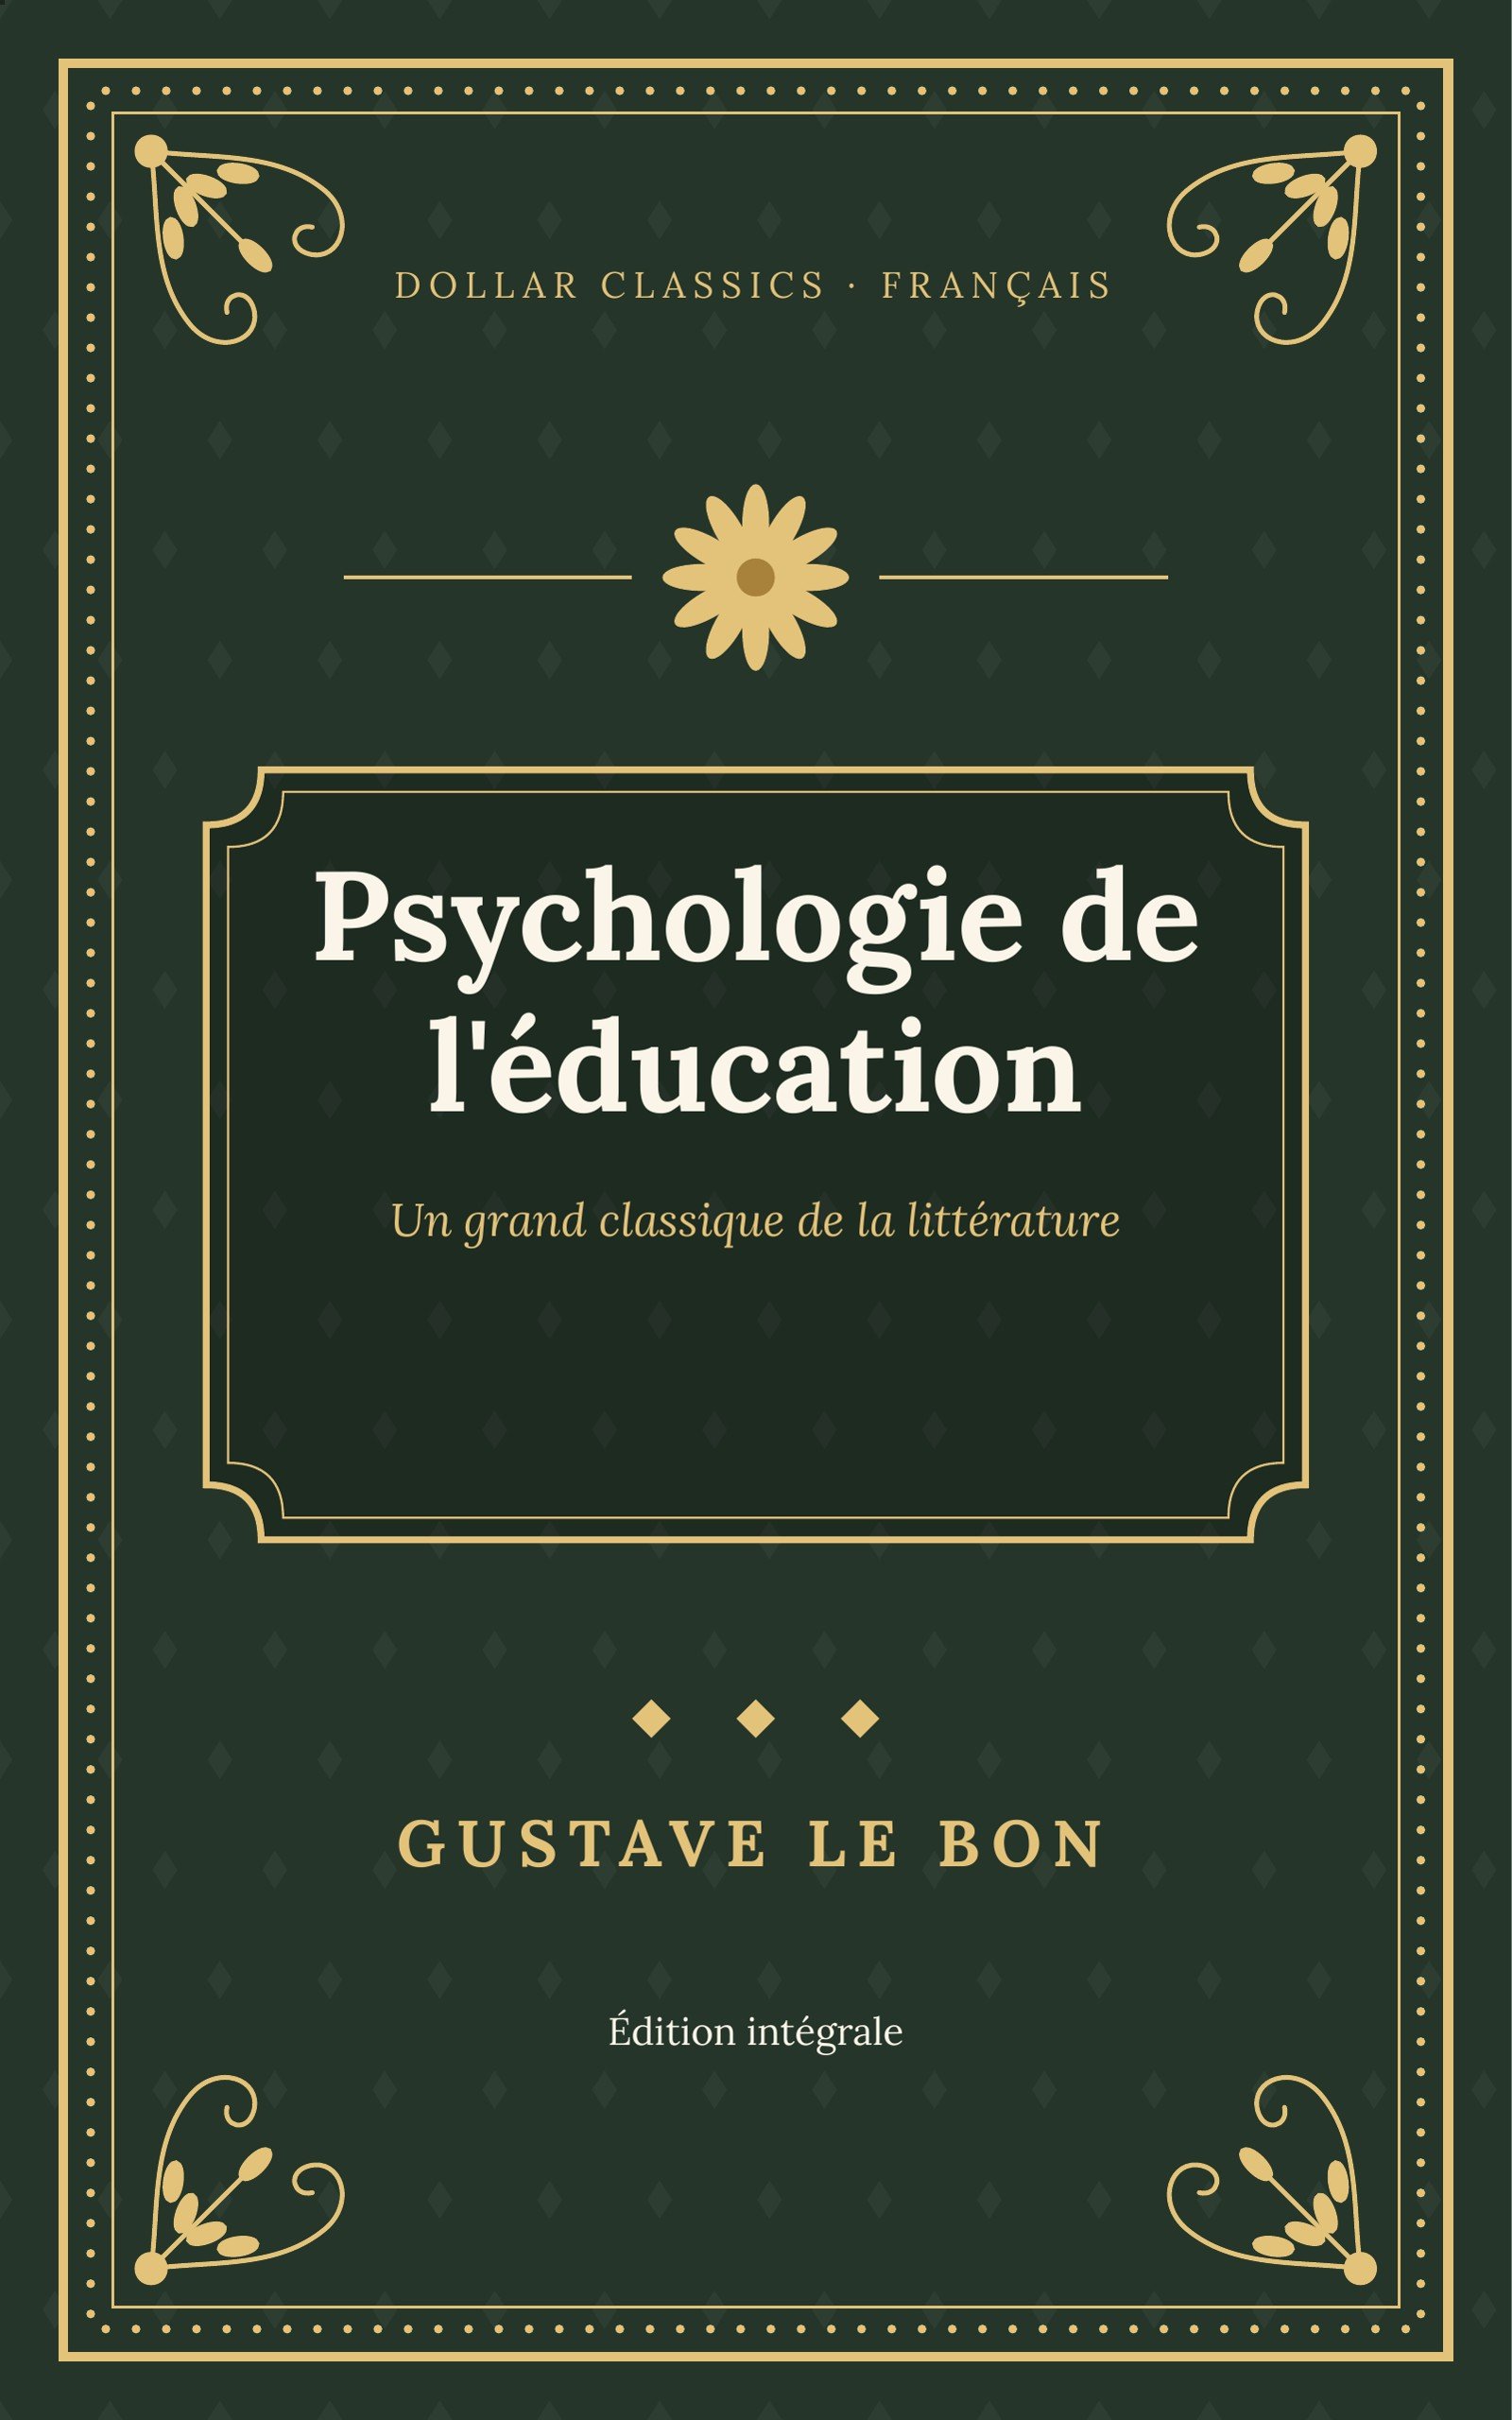 DOLLAR CLASSICS · FRANÇAIS
Psychologie de
l'éducation
Un grand classique de la littérature
GUSTAVE LE BON
Édition intégrale